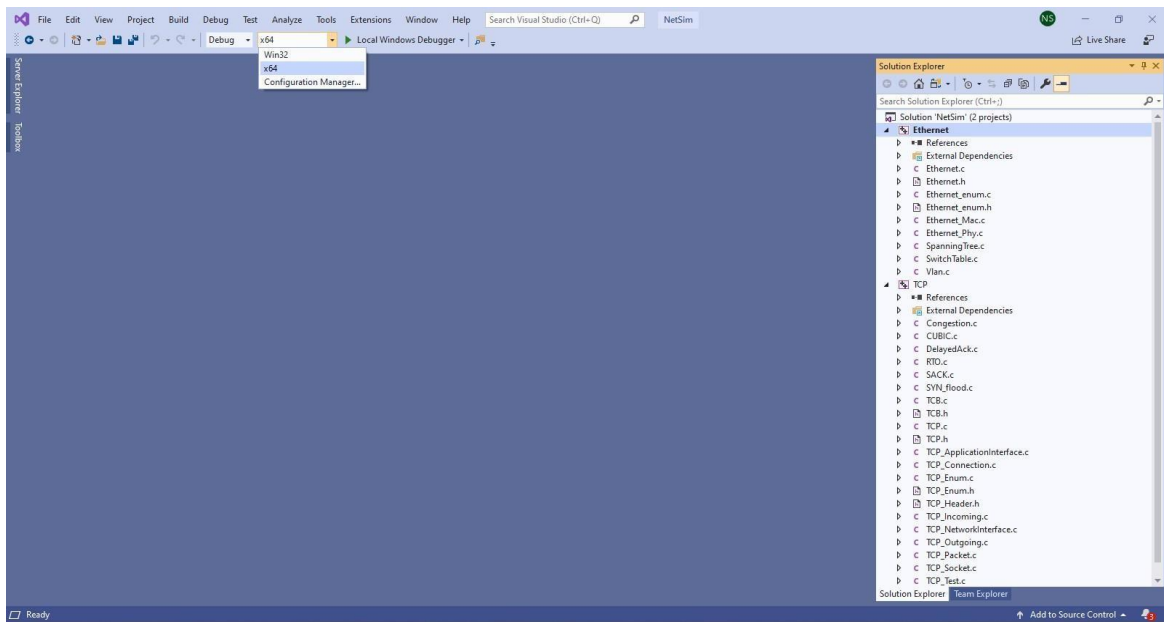 File Edit View Project Build Debug Test Analyze Tools Extensions Window Help Search Visual Studio (Ctrl+Q) NetSim NS
Debug x64 Local Windows Debugger Live Share
Win32
x64
Configuration Manager...
Server Explorer
Toolbox
Solution Explorer
Search Solution Explorer (Ctrl+;)
Solution 'NetSim' (2 projects)
Ethernet
References
External Dependencies
Ethernet.c
Ethernet.h
Ethernet_enum.c
Ethernet_enum.h
Ethernet_Mac.c
Ethernet_Phy.c
SpanningTree.c
SwitchTable.c
Vlan.c
TCP
References
External Dependencies
Congestion.c
CUBIC.c
DelayedAck.c
RTO.c
SACK.c
SYN_flood.c
TCB.c
TCB.h
TCP.c
TCP.h
TCP_ApplicationInterface.c
TCP_Connection.c
TCP_Enum.c
TCP_Enum.h
TCP_Header.h
TCP_Incoming.c
TCP_NetworkInterface.c
TCP_Outgoing.c
TCP_Packet.c
TCP_Socket.c
TCP_Test.c
Solution Explorer Team Explorer
Ready Add to Source Control 3